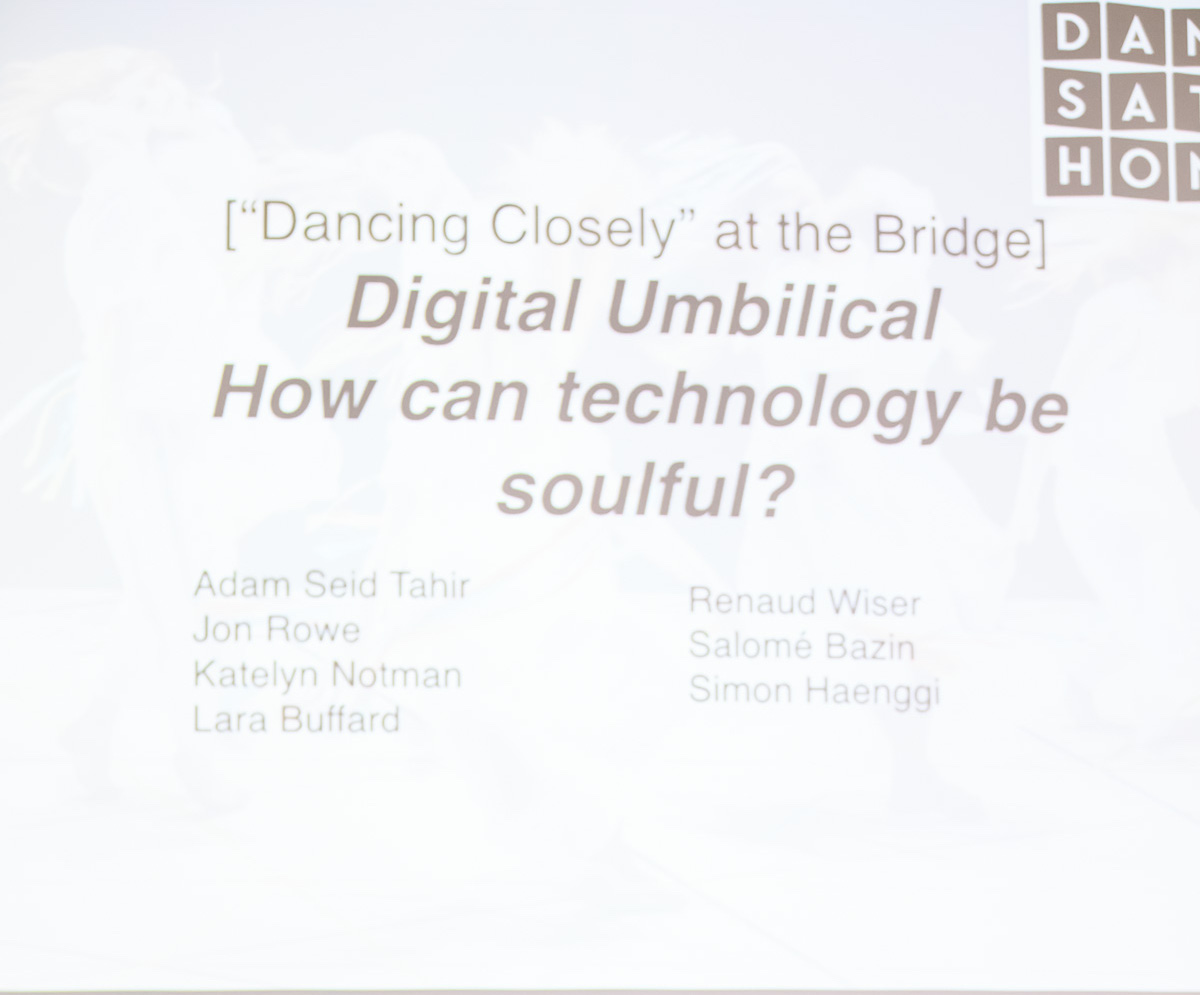 DAN
SAT
HON
[“Dancing Closely” at the Bridge]
Digital Umbilical
How can technology be
soulful?
Adam Seid Tahir
Jon Rowe
Katelyn Notman
Lara Buffard
Renaud Wiser
Salomé Bazin
Simon Haenggi